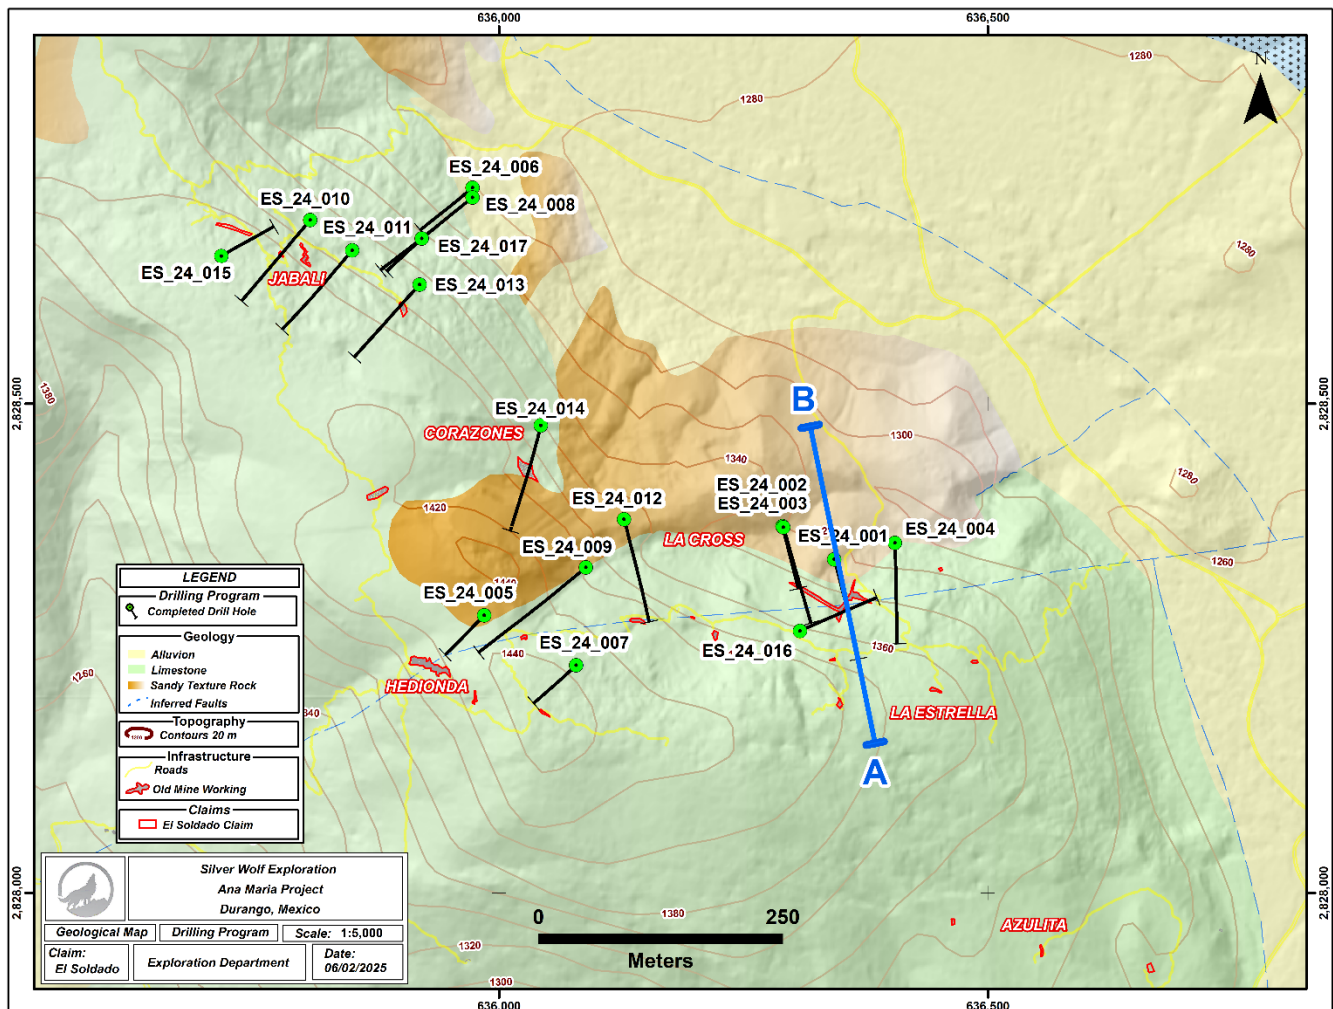 636,000
636,500
1280
1280
N
ES_24_006
ES_24_010
ES_24_008
ES_24_011
ES_24_017
1280
ES_24_015
JABALI
ES_24_013
1380
2,828,500
2,828,500
B
ES_24_014
CORAZONES
1300
1340
1280
ES_24_002
ES_24_012
ES_24_003
1420
ES_24_001
ES_24_004
LA CROSS
ES_24_009
1260
1440
ES_24_005
ES_24_007
ES_24_016
1360
1440
1260
HEDIONDA
LA ESTRELLA
A
LEGEND
Drilling Program
Completed Drill Hole
Geology
Alluvion
Limestone
Sandy Texture Rock
Inferred Faults
Topography
Contours 20 m
Infrastructure
Roads
Old Mine Working
Claims
El Soldado Claim
Silver Wolf Exploration
Ana Maria Project
Durango, Mexico
Geological Map
Drilling Program
Scale: 1:5,000
Claim:
El Soldado
Exploration Department
Date:
06/02/2025
0
250
Meters
1380
1320
1300
AZULITA
2,828,000
2,828,000
636,000
636,500